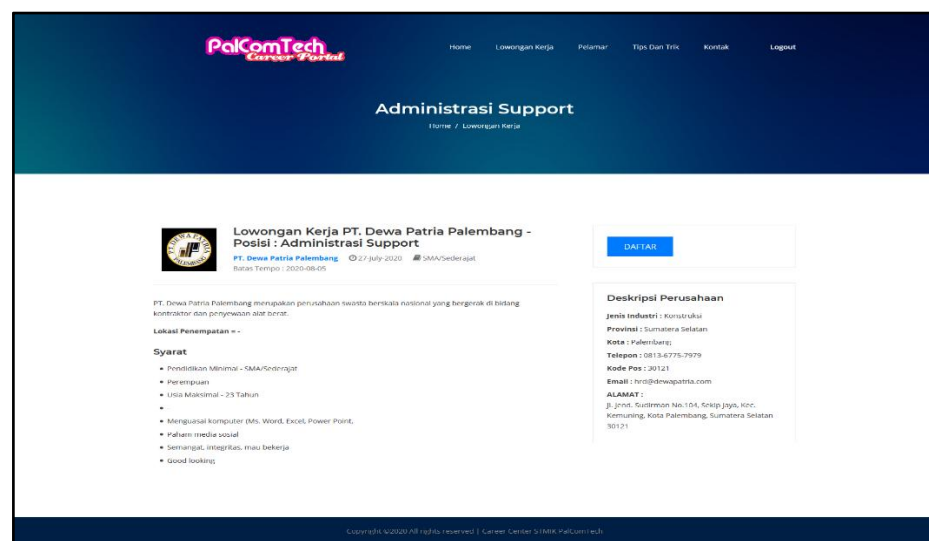 PalComTech
Career Portal
Home Lowongan Kerja Pelamar Tips Dan Trik Kontak Logout
Administrasi Support
Home / Lowongan Kerja
PT. DEWA PATRIA
PALEMBANG
Lowongan Kerja PT. Dewa Patria Palembang -
Posisi : Administrasi Support
PT. Dewa Patria Palembang 27-July-2020 SMA/Sederajat
Batas Tempo : 2020-08-05
PT. Dewa Patria Palembang merupakan perusahaan swasta berskala nasional yang bergerak di bidang
kontraktor dan penyewaan alat berat.
Lokasi Penempatan = -
Syarat
• Pendidikan Minimal - SMA/Sederajat
• Perempuan
• Usia Maksimal - 23 Tahun
•
• Menguasai komputer (Ms. Word, Excel, Power Point,
• Paham media sosial
• Semangat, integritas, mau bekerja
• Good looking
DAFTAR
Deskripsi Perusahaan
Jenis Industri : Konstruksi
Provinsi : Sumatera Selatan
Kota : Palembang
Telepon : 0813-6775-7979
Kode Pos : 30121
Email : hrd@dewapatria.com
ALAMAT :
Jl. Jend. Sudirman No.104, Sekip Jaya, Kec.
Kemuning, Kota Palembang, Sumatera Selatan
30121
Copyright ©2020 All rights reserved | Career Center STMIK PalComTech